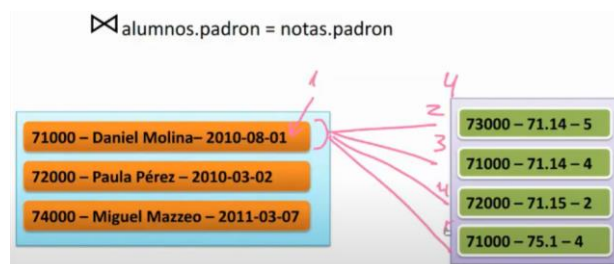 ⋈ alumnos.padron = notas.padron
1
4
71000 – Daniel Molina– 2010-08-01
72000 – Paula Pérez – 2010-03-02
74000 – Miguel Mazzeo – 2011-03-07
2
73000 – 71.14 – 5
3
71000 – 71.14 – 4
4
72000 – 71.15 – 2
71000 – 75.1 – 4